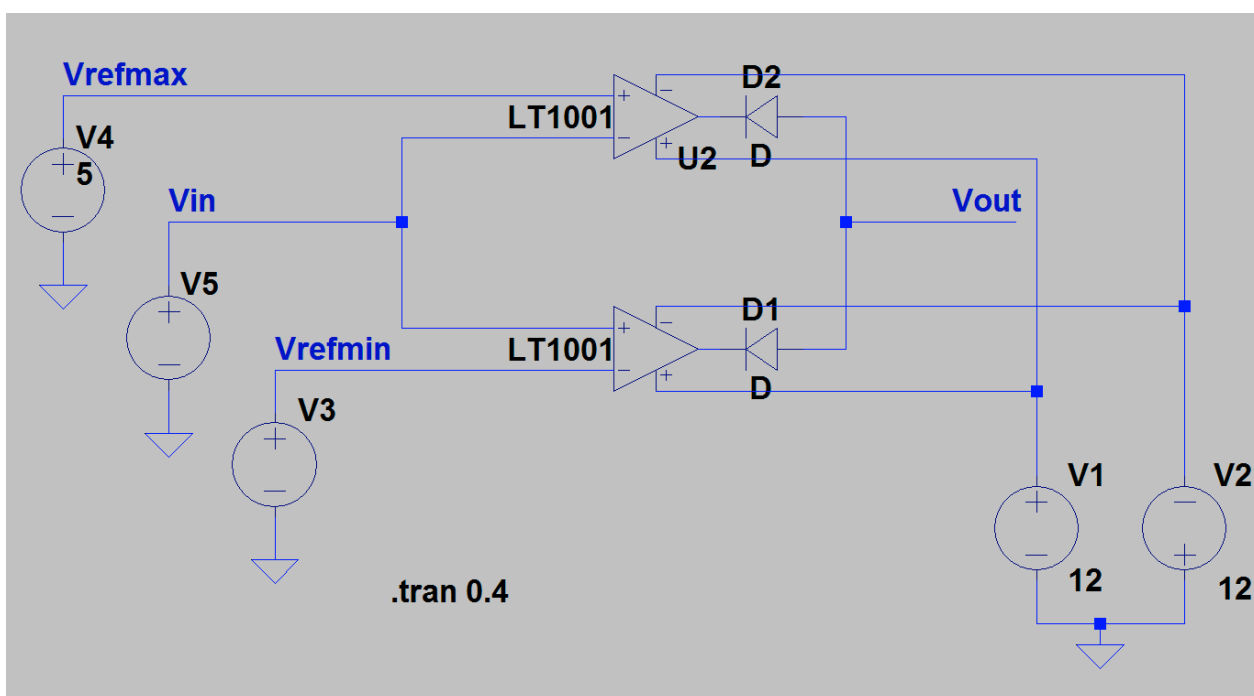 Vrefmax
D2
LT1001
V4
5
U2
D
Vin
Vout
V5
D1
Vrefmin
LT1001
D
V3
V1
V2
12
12
.tran 0.4